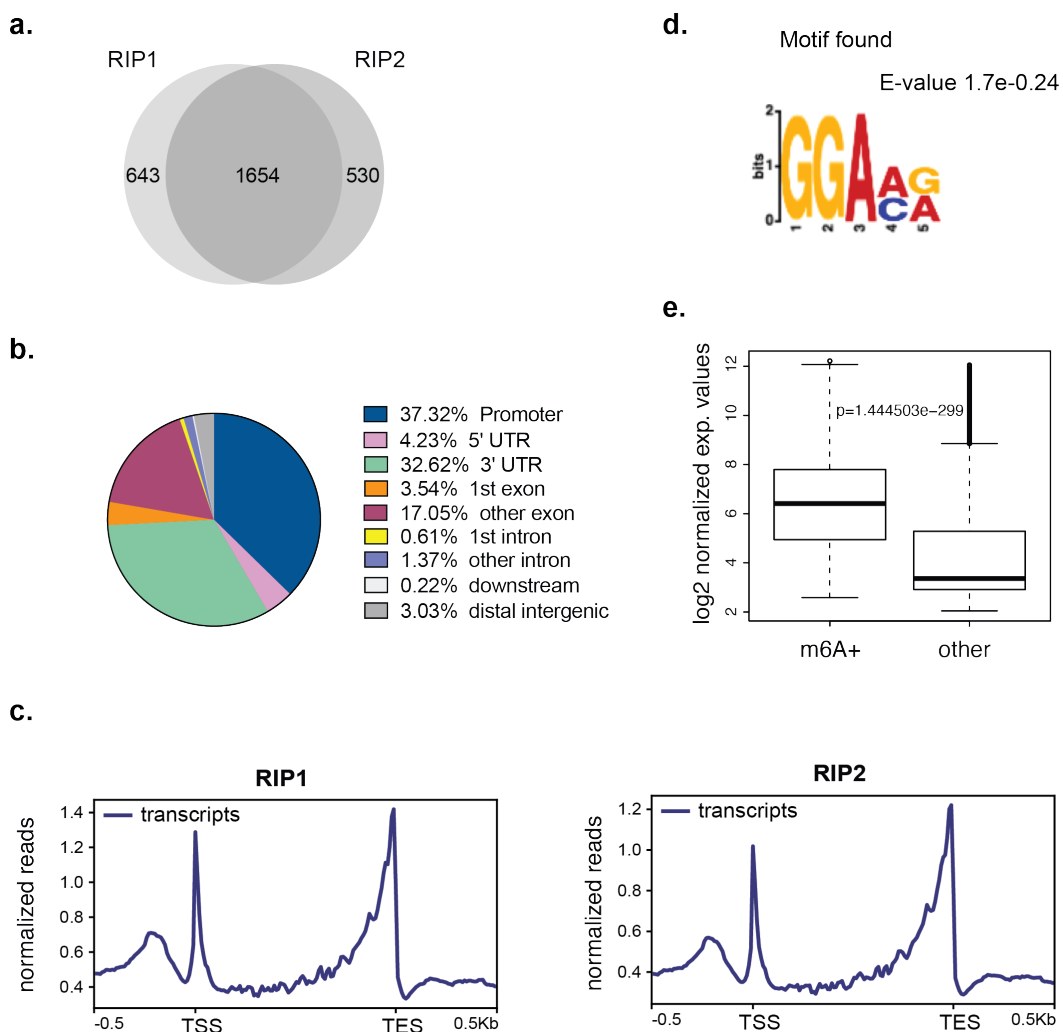 a.
RIP1
RIP2
643
1654
530
b.
37.32% Promoter
4.23% 5' UTR
32.62% 3' UTR
3.54% 1st exon
17.05% other exon
0.61% 1st intron
1.37% other intron
0.22% downstream
3.03% distal intergenic
c.
RIP1
transcripts
normalized reads
1.4
1.2
1.0
0.8
0.6
0.4
-0.5
TSS
TES
0.5Kb
RIP2
transcripts
normalized reads
1.2
1.0
0.8
0.6
0.4
-0.5
TSS
TES
0.5Kb
d.
Motif found
E-value 1.7e-0.24
bits
2
1
0
GGAAG
CA
1 2 3 4 5
e.
log2 normalized exp. values
12
10
8
6
4
2
p=1.444503e−299
m6A+
other